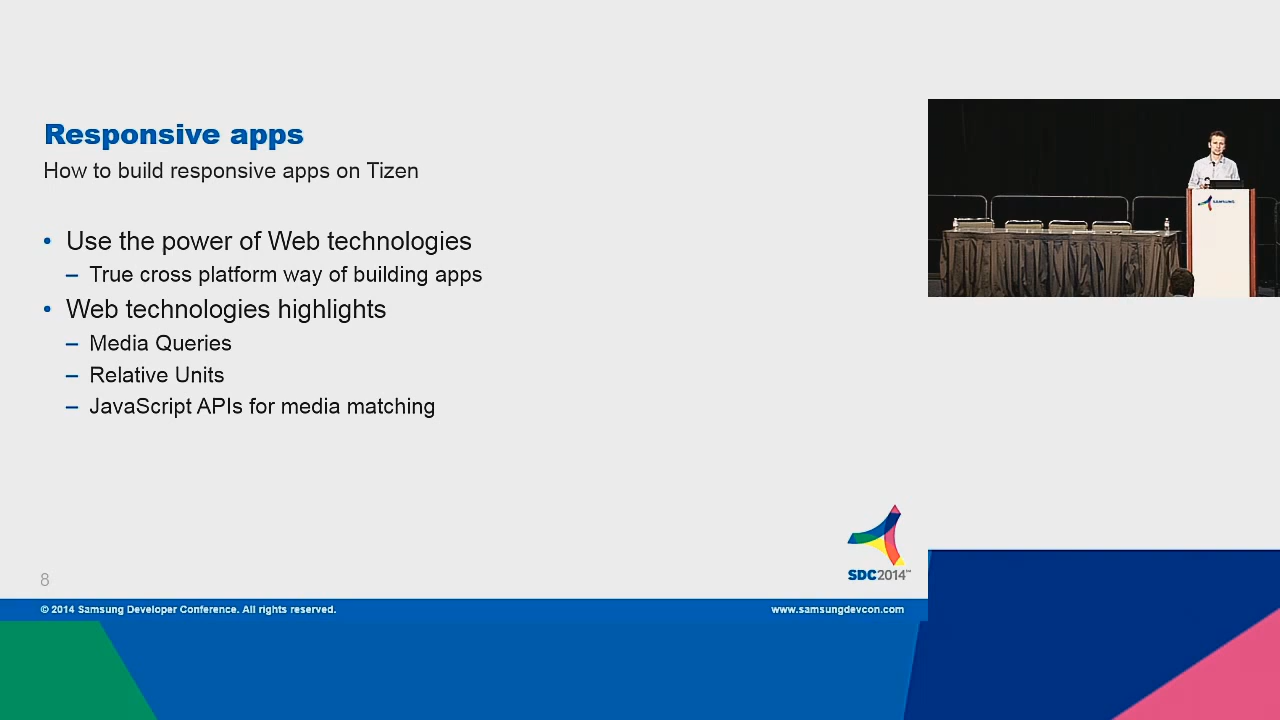 Responsive apps
How to build responsive apps on Tizen
• Use the power of Web technologies
– True cross platform way of building apps
• Web technologies highlights
– Media Queries
– Relative Units
– JavaScript APIs for media matching
SAMSUNG
SDC2014™
8
© 2014 Samsung Developer Conference. All rights reserved.
www.samsungdevcon.com